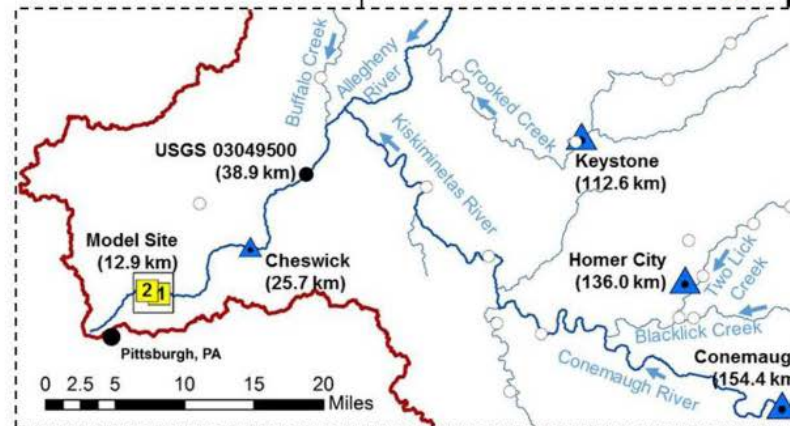 Buffalo Creek
Allegheny
River
Crooked Creek
USGS 03049500
(38.9 km)
Kiskiminetas River
Keystone
(112.6 km)
Model Site
(12.9 km)
2 1
Cheswick
(25.7 km)
Homer City
(136.0 km)
Two Lick
Creek
Blacklick Creek
Pittsburgh, PA
Conemaug
(154.4 km
Conemaugh River
0 2.5 5 10 15 20
Miles